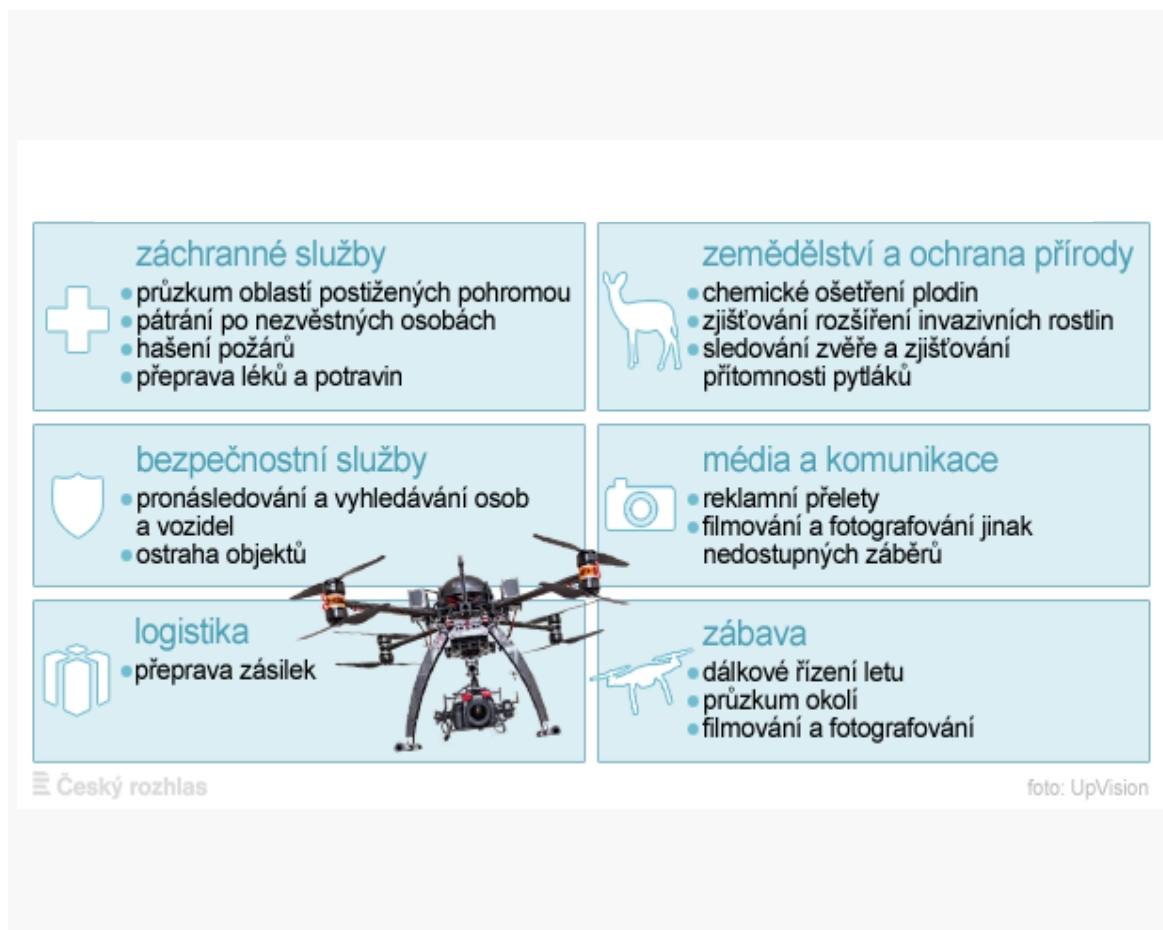 záchranné služby
průzkum oblastí postižených pohromou
pátrání po nezvěstných osobách
hašení požárů
přeprava léků a potravin
zemědělství a ochrana přírody
chemické ošetření plodin
zjišťování rozšíření invazivních rostlin
sledování zvěře a zjišťování
přítomnosti pytláků
bezpečnostní služby
pronásledování a vyhledávání osob
a vozidel
ostraha objektů
média a komunikace
reklamní přelety
filmování a fotografování jinak
nedostupných záběrů
logistika
přeprava zásilek
zábava
dálkové řízení letu
průzkum okolí
filmování a fotografování
Český rozhlas
foto: UpVision